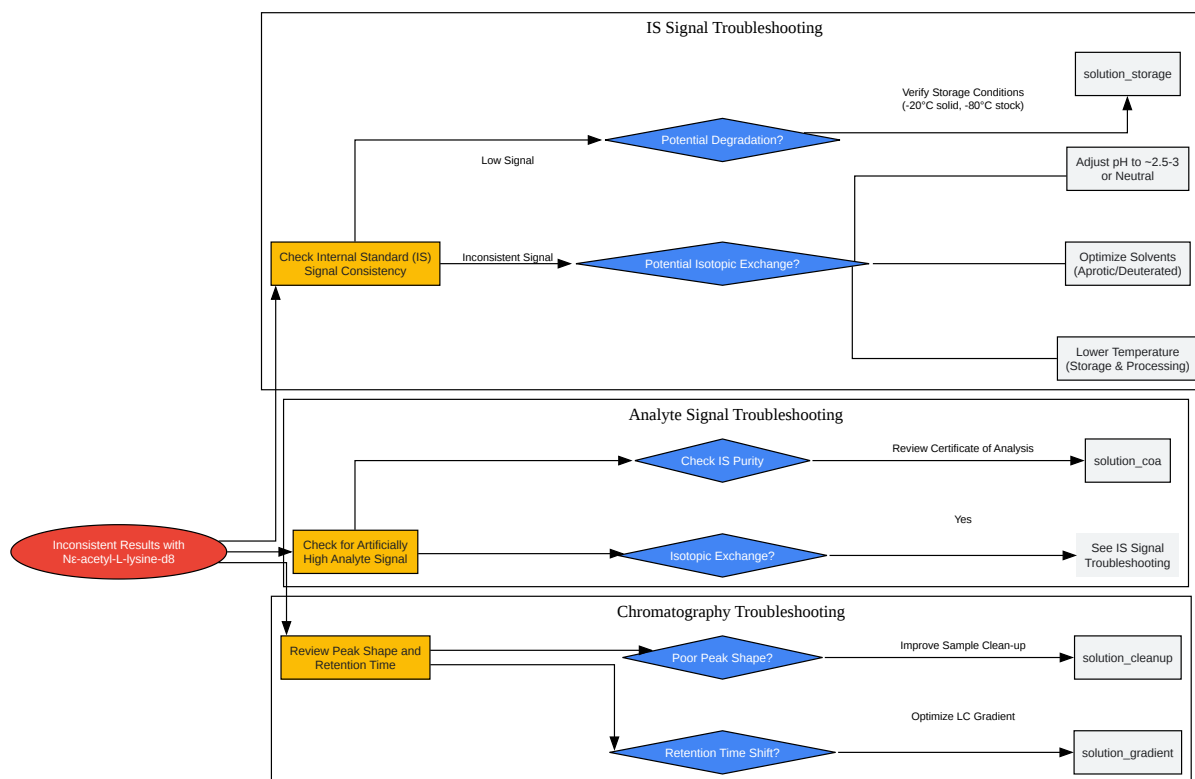 IS Signal Troubleshooting
solution_storage
Verify Storage Conditions
(-20°C solid, -80°C stock)
Potential Degradation?
Low Signal
Adjust pH to ~2.5-3
or Neutral
Check Internal Standard (IS)
Signal Consistency
Inconsistent Signal
Potential Isotopic Exchange?
Optimize Solvents
(Aprotic/Deuterated)
Lower Temperature
(Storage & Processing)
Analyte Signal Troubleshooting
Check IS Purity
Review Certificate of Analysis
solution_coa
Inconsistent Results with
Nε-acetyl-L-lysine-d8
Check for Artificially
High Analyte Signal
Isotopic Exchange?
Yes
See IS Signal
Troubleshooting
Chromatography Troubleshooting
Review Peak Shape and
Retention Time
Poor Peak Shape?
Improve Sample Clean-up
solution_cleanup
Retention Time Shift?
Optimize LC Gradient
solution_gradient